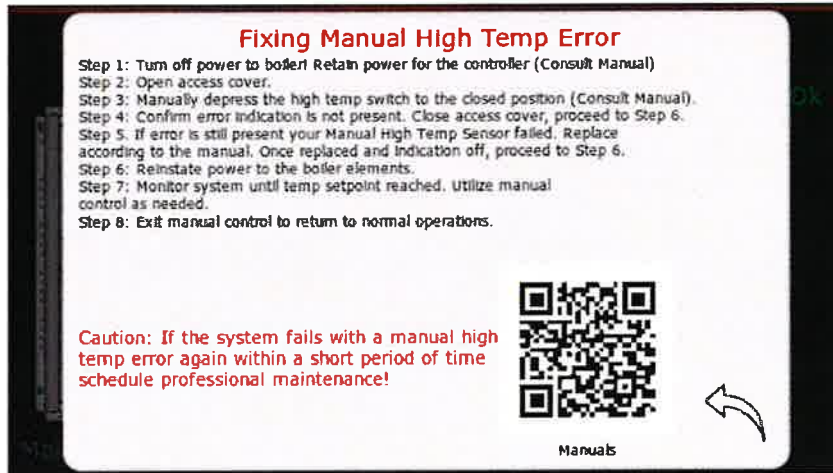 Fixing Manual High Temp Error
Step 1: Turn off power to boiler! Retain power for the controller (Consult Manual)
Step 2: Open access cover.
Step 3: Manually depress the high temp switch to the closed position (Consult Manual).
Step 4: Confirm error indication is not present. Close access cover, proceed to Step 6.
Step 5. If error is still present your Manual High Temp Sensor failed. Replace
according to the manual. Once replaced and indication off, proceed to Step 6.
Step 6: Reinstate power to the boiler elements.
Step 7: Monitor system until temp setpoint reached. Utilize manual
control as needed.
Step 8: Exit manual control to return to normal operations.
Caution: If the system fails with a manual high
temp error again within a short period of time
schedule professional maintenance!
Manuals
Ok